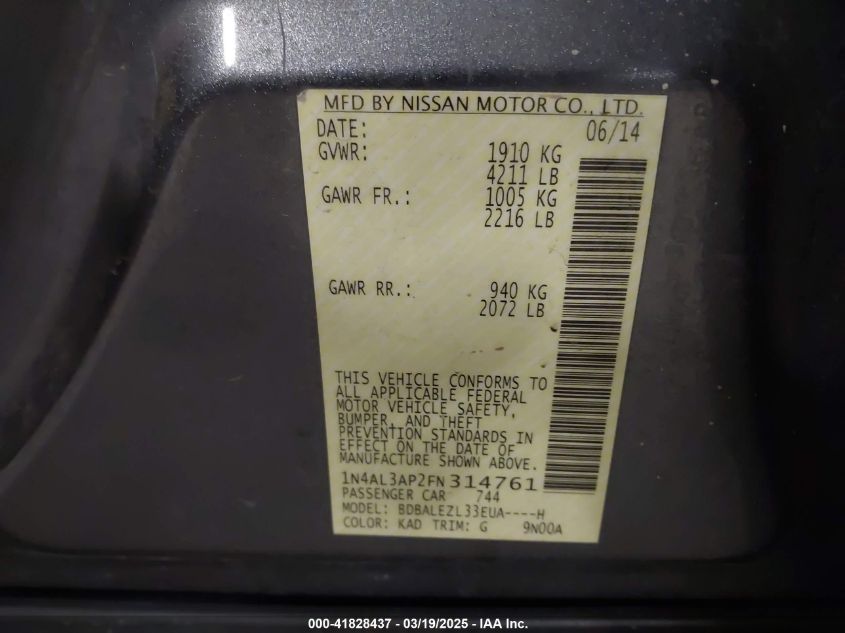 MFD BY NISSAN MOTOR CO., LTD.
DATE: 06/14
GVWR: 1910 KG
4211 LB
GAWR FR.: 1005 KG
2216 LB
GAWR RR.: 940 KG
2072 LB
THIS VEHICLE CONFORMS TO
ALL APPLICABLE FEDERAL
MOTOR VEHICLE SAFETY,
BUMPER, AND THEFT
PREVENTION STANDARDS IN
EFFECT ON THE DATE OF
MANUFACTURE SHOWN ABOVE.
1N4AL3AP2FN314761
PASSENGER CAR 744
MODEL: BDBALEZL33EUA----H
COLOR: KAD TRIM: G 9N00A
000-41828437 - 03/19/2025 - IAA Inc.